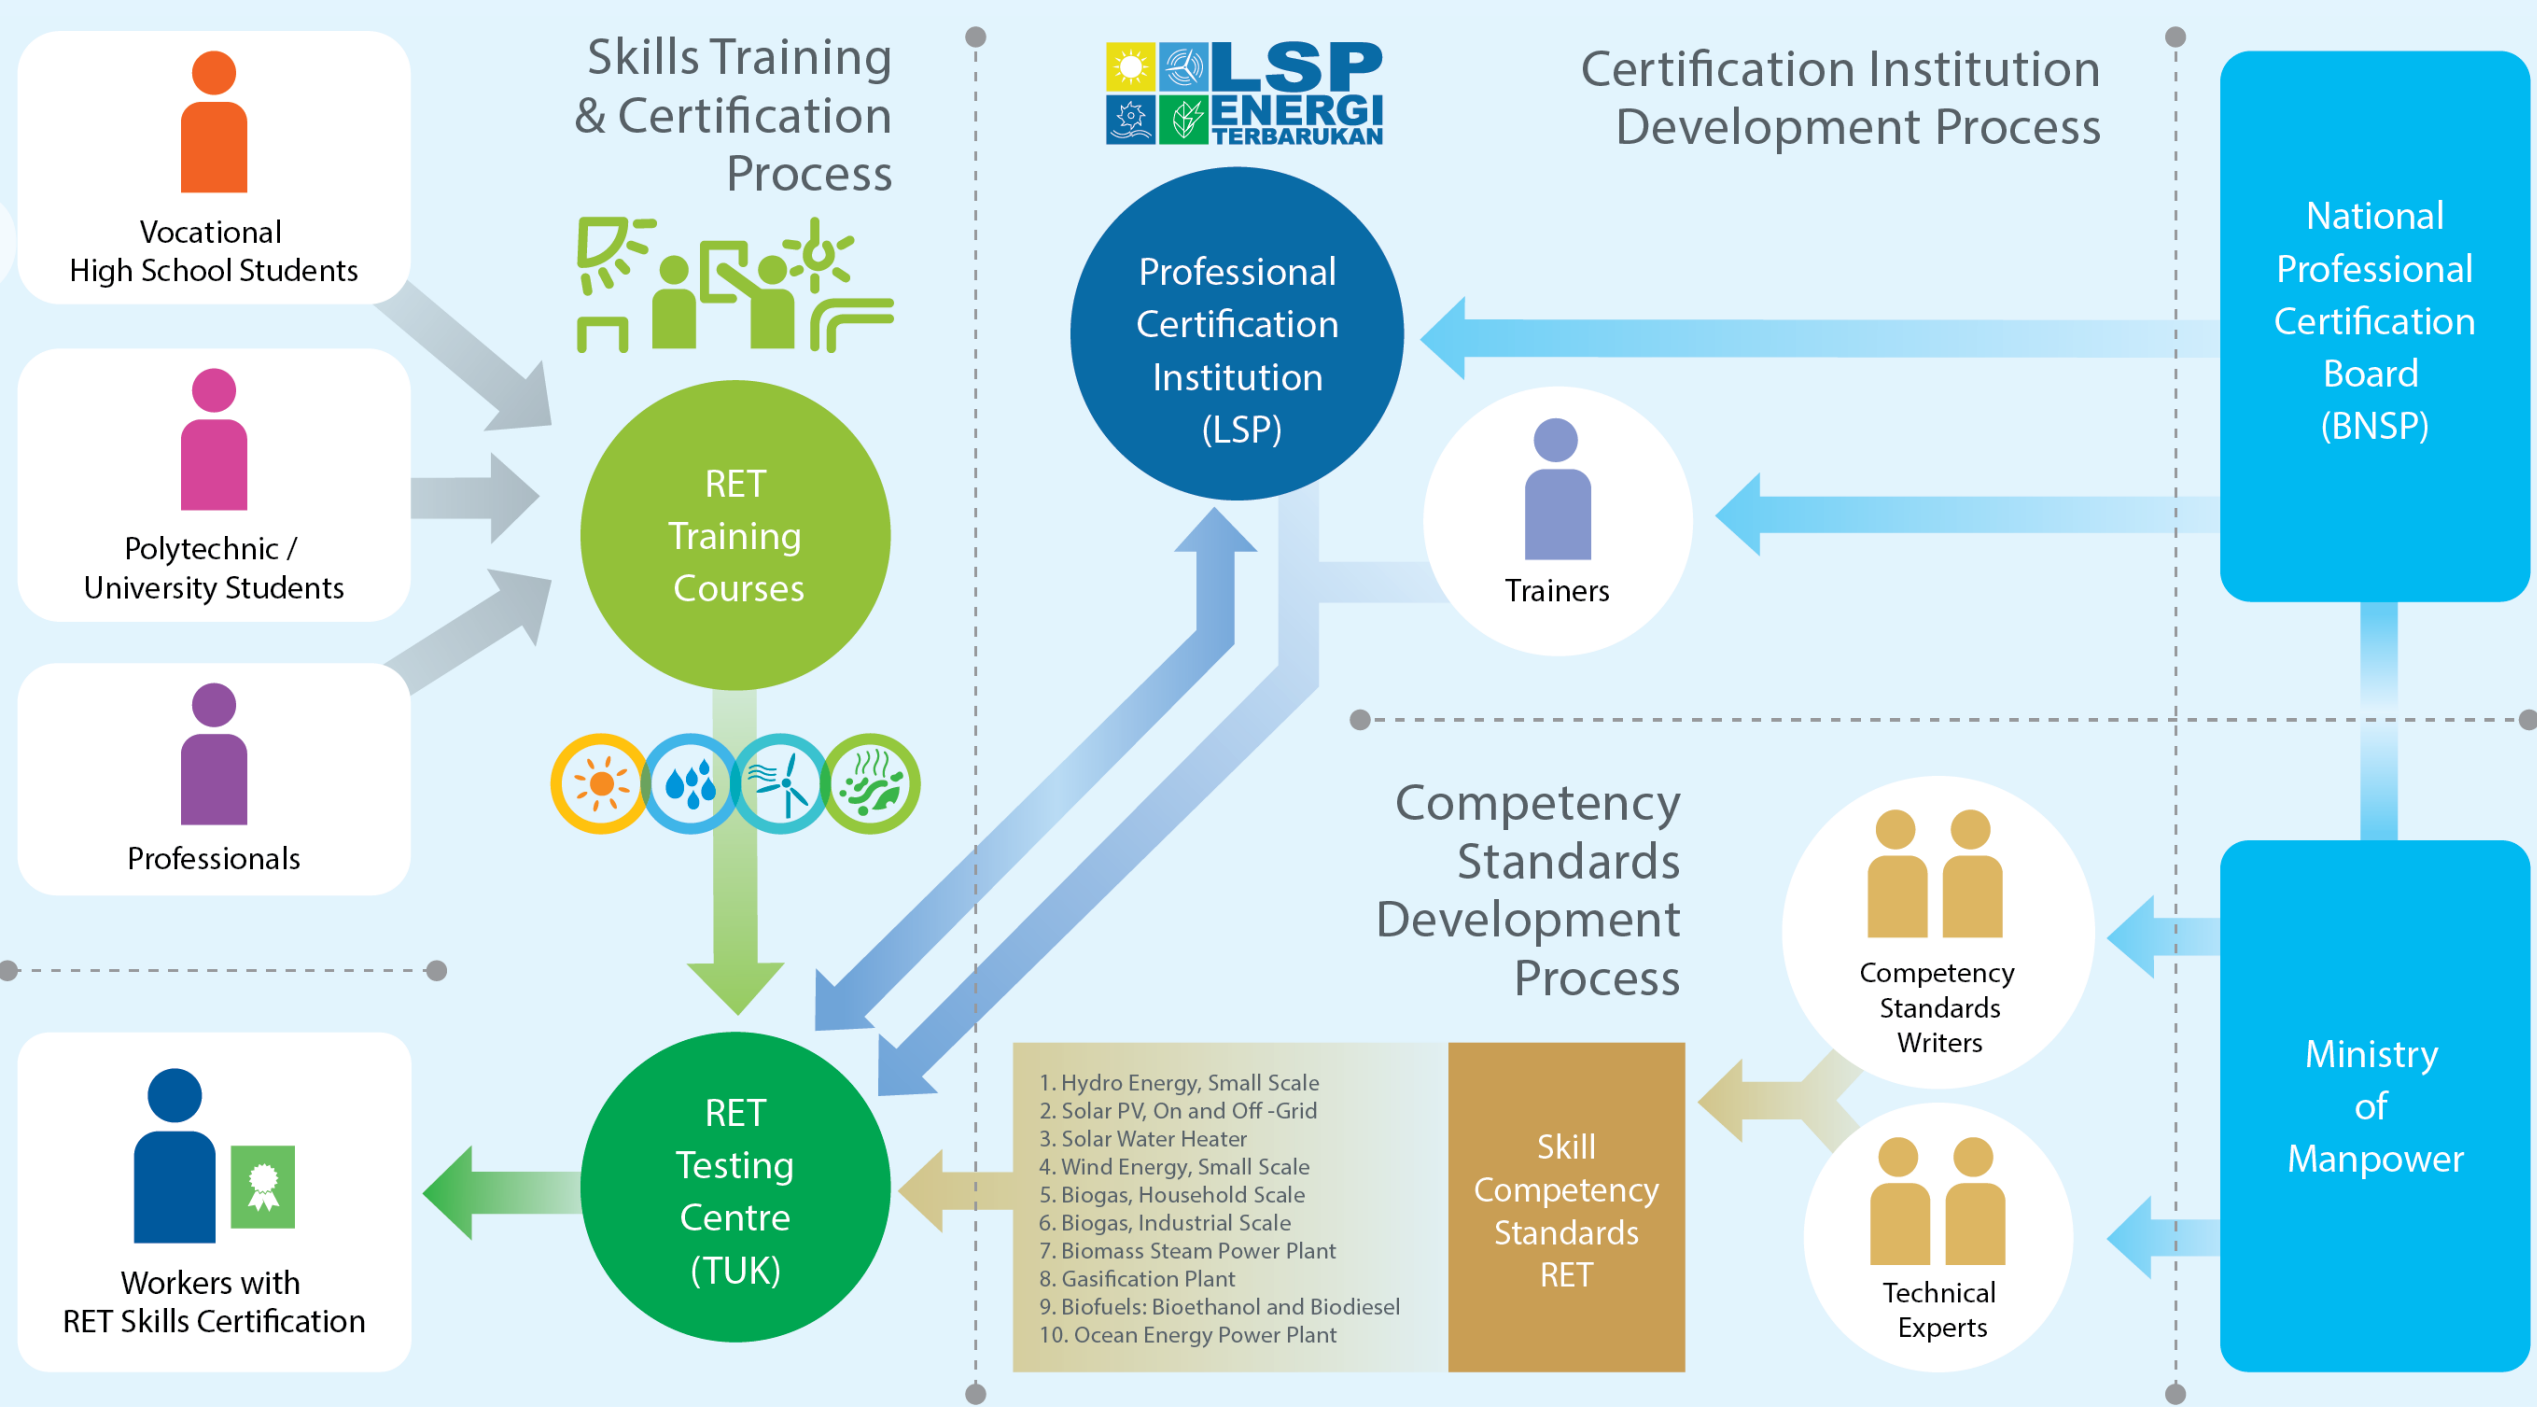 Vocational
High School Students
Polytechnic /
University Students
Professionals
Workers with
RET Skills Certification
Skills Training
& Certification
Process
RET
Training
Courses
RET
Testing
Centre
(TUK)
LSP
ENERGI
TERBARUKAN
Professional
Certification
Institution
(LSP)
Certification Institution
Development Process
Trainers
National
Professional
Certification
Board
(BNSP)
Competency
Standards
Development
Process
1. Hydro Energy, Small Scale
2. Solar PV, On and Off -Grid
3. Solar Water Heater
4. Wind Energy, Small Scale
5. Biogas, Household Scale
6. Biogas, Industrial Scale
7. Biomass Steam Power Plant
8. Gasification Plant
9. Biofuels: Bioethanol and Biodiesel
10. Ocean Energy Power Plant
Skill
Competency
Standards
RET
Competency
Standards
Writers
Technical
Experts
Ministry
of
Manpower